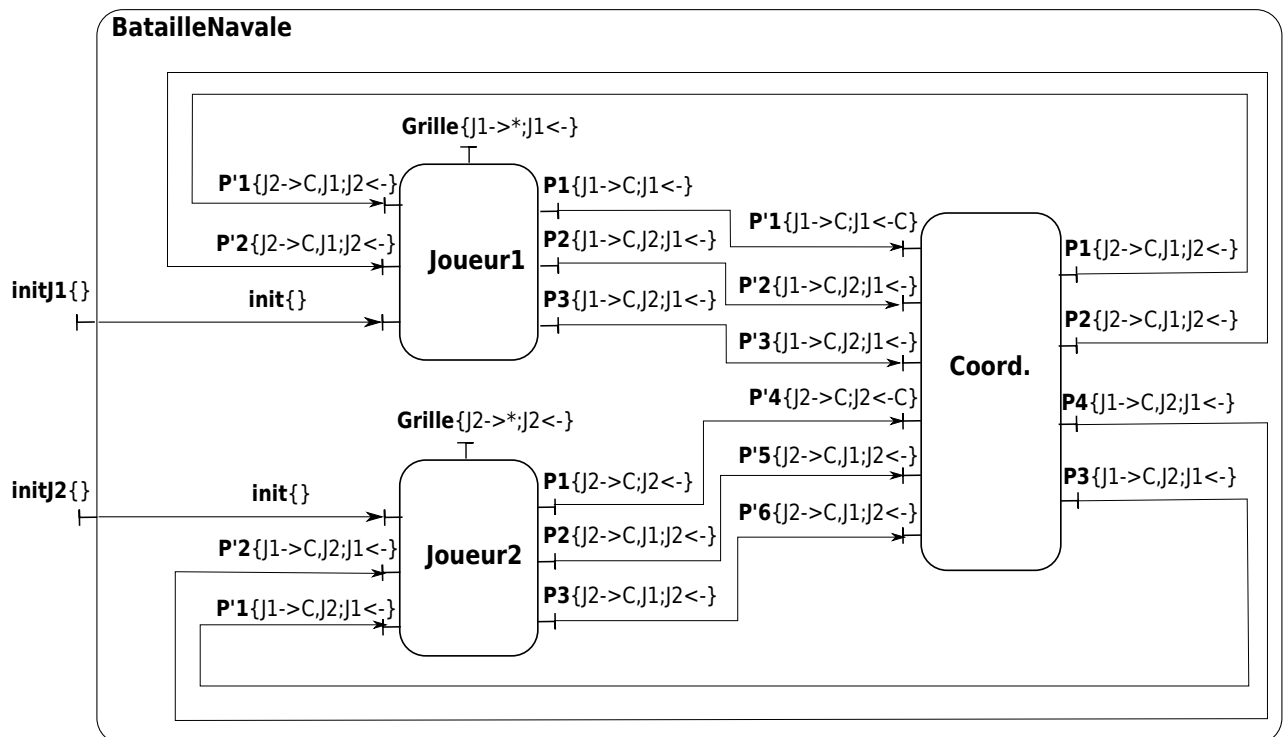 BatailleNavale
Grille{J1->*;J1<-}
P'1{J2->C,J1;J2<-}
P1{J1->C;J1<-}
P'1{J1->C;J1<-C}
P'2{J2->C,J1;J2<-}
Joueur1
P2{J1->C,J2;J1<-}
P1{J2->C,J1;J2<-}
initJ1{}
init{}
P3{J1->C,J2;J1<-}
P'2{J1->C,J2;J1<-}
P2{J2->C,J1;J2<-}
P'3{J1->C,J2;J1<-}
Coord.
Grille{J2->*;J2<-}
P'4{J2->C;J2<-C}
P4{J1->C,J2;J1<-}
initJ2{}
init{}
P1{J2->C;J2<-}
P'5{J2->C,J1;J2<-}
P3{J1->C,J2;J1<-}
P'2{J1->C,J2;J1<-}
Joueur2
P2{J2->C,J1;J2<-}
P'6{J2->C,J1;J2<-}
P'1{J1->C,J2;J1<-}
P3{J2->C,J1;J2<-}